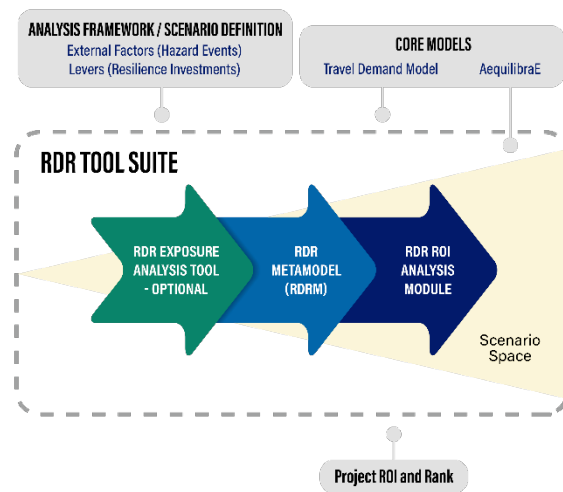 ANALYSIS FRAMEWORK / SCENARIO DEFINITION
External Factors (Hazard Events)
Levers (Resilience Investments)
CORE MODELS
Travel Demand Model
AequilibraE
RDR TOOL SUITE
RDR EXPOSURE
ANALYSIS TOOL
- OPTIONAL
RDR
METAMODEL
(RDRM)
RDR ROI
ANALYSIS
MODULE
Scenario
Space
Project ROI and Rank